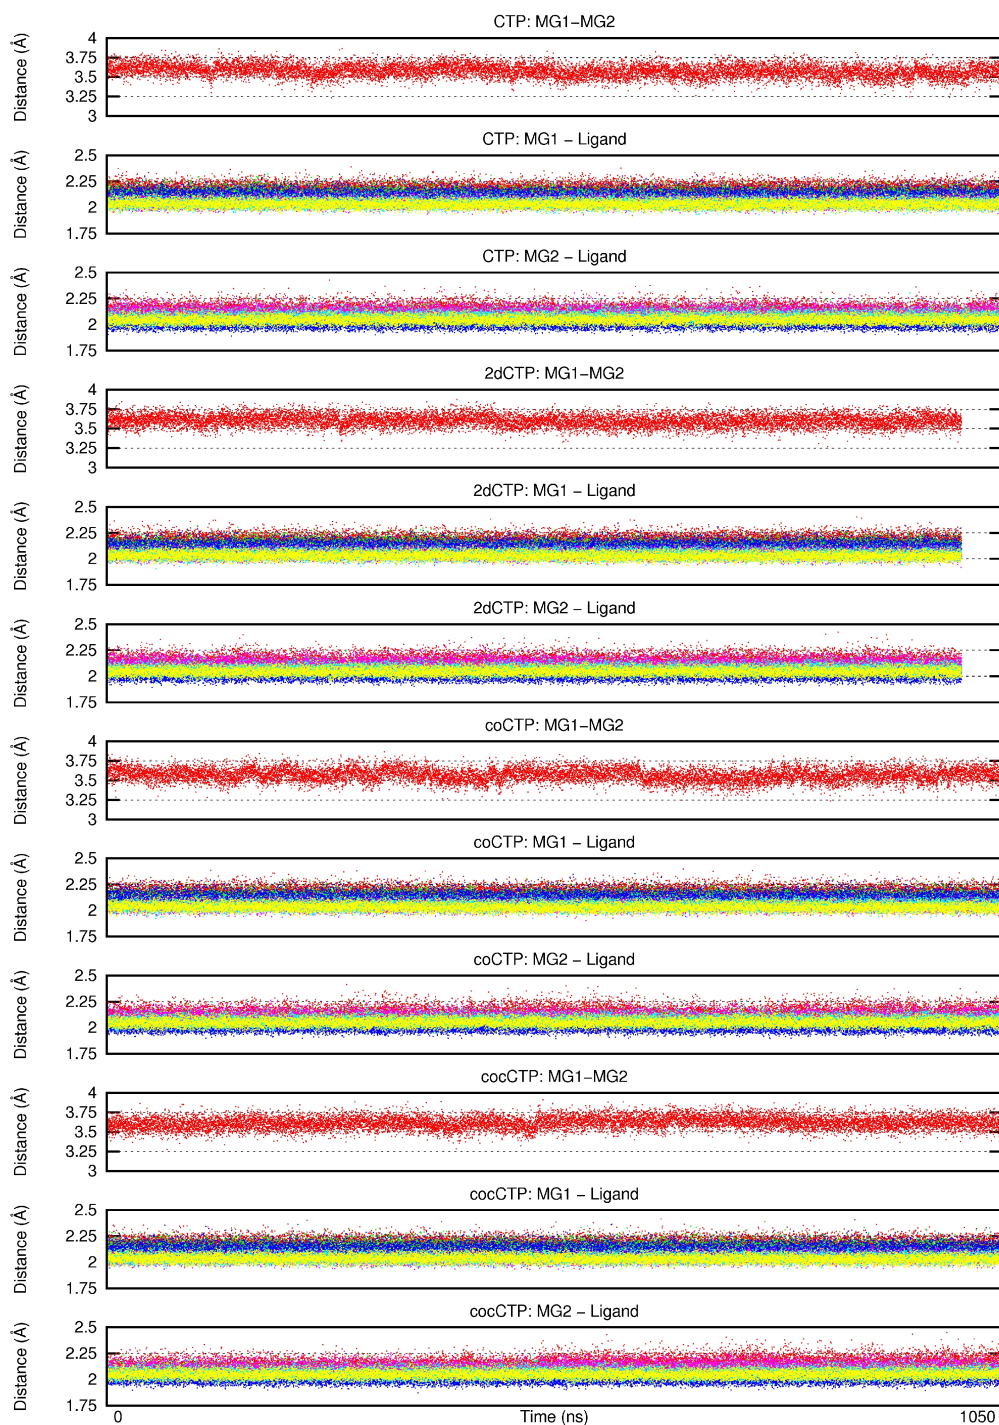 CTP: MG1−MG2
Distance (Å)
4
3.75
3.5
3.25
3
CTP: MG1 − Ligand
Distance (Å)
2.5
2.25
2
1.75
CTP: MG2 − Ligand
Distance (Å)
2.5
2.25
2
1.75
2dCTP: MG1−MG2
Distance (Å)
4
3.75
3.5
3.25
3
2dCTP: MG1 − Ligand
Distance (Å)
2.5
2.25
2
1.75
2dCTP: MG2 − Ligand
Distance (Å)
2.5
2.25
2
1.75
coCTP: MG1−MG2
Distance (Å)
4
3.75
3.5
3.25
3
coCTP: MG1 − Ligand
Distance (Å)
2.5
2.25
2
1.75
coCTP: MG2 − Ligand
Distance (Å)
2.5
2.25
2
1.75
cocCTP: MG1−MG2
Distance (Å)
4
3.75
3.5
3.25
3
cocCTP: MG1 − Ligand
Distance (Å)
2.5
2.25
2
1.75
cocCTP: MG2 − Ligand
Distance (Å)
2.5
2.25
2
1.75
0 Time (ns) 1050